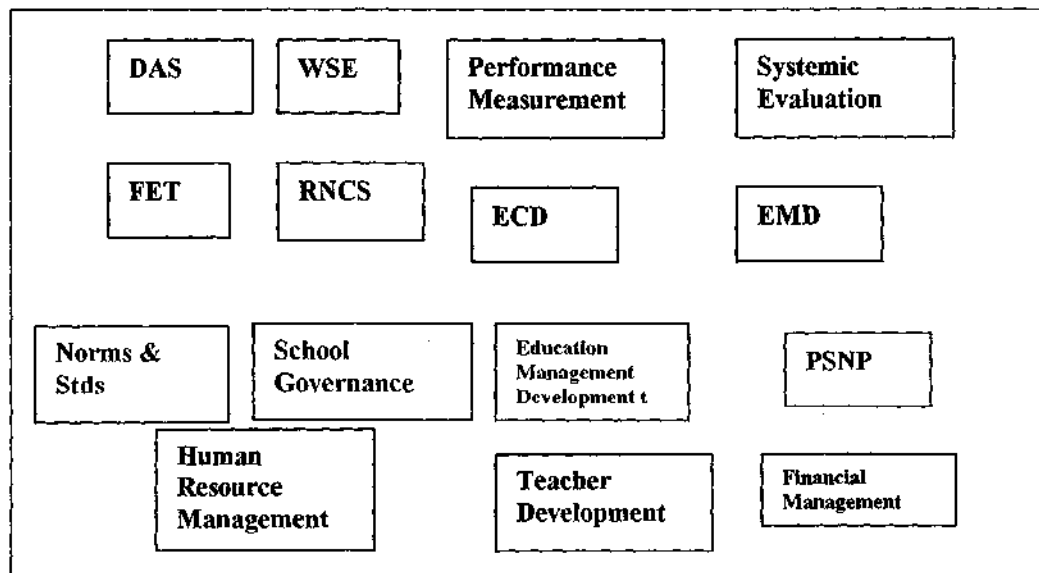 DAS
WSE
Performance
Measurement
Systemic
Evaluation
FET
RNCS
ECD
EMD
Norms &
Stds
School
Governance
Education
Management
Development t
PSNP
Human
Resource
Management
Teacher
Development
Financial
Management